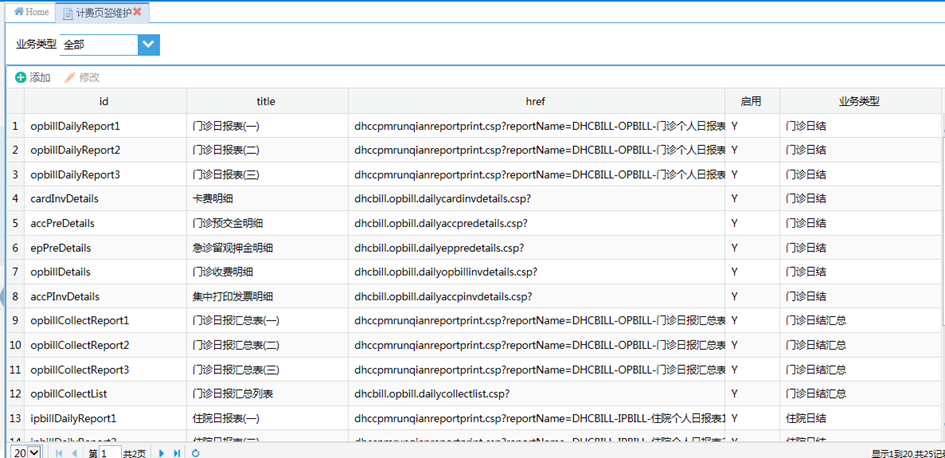 Home 计费页签维护
业务类型 全部
添加 修改
id title href 启用 业务类型
1 opbillDailyReport1 门诊日报表(一) dhccpmrunqianreportprint.csp?reportName=DHCBILL-OPBILL-门诊个人日报表 Y 门诊日结
2 opbillDailyReport2 门诊日报表(二) dhccpmrunqianreportprint.csp?reportName=DHCBILL-OPBILL-门诊个人日报表 Y 门诊日结
3 opbillDailyReport3 门诊日报表(三) dhccpmrunqianreportprint.csp?reportName=DHCBILL-OPBILL-门诊个人日报表 Y 门诊日结
4 cardInvDetails 卡费明细 dhcbill.opbill.dailycardinvdetails.csp? Y 门诊日结
5 accPreDetails 门诊预交金明细 dhcbill.opbill.dailyaccpredetails.csp? Y 门诊日结
6 epPreDetails 急诊留观押金明细 dhcbill.opbill.dailyeppredetails.csp? Y 门诊日结
7 opbillDetails 门诊收费明细 dhcbill.opbill.dailyopbillinvdetails.csp? Y 门诊日结
8 accPInvDetails 集中打印发票明细 dhcbill.opbill.dailyaccpinvdetails.csp? Y 门诊日结
9 opbillCollectReport1 门诊日报汇总表(一) dhccpmrunqianreportprint.csp?reportName=DHCBILL-OPBILL-门诊日报汇总表 Y 门诊日结汇总
10 opbillCollectReport2 门诊日报汇总表(二) dhccpmrunqianreportprint.csp?reportName=DHCBILL-OPBILL-门诊日报汇总表 Y 门诊日结汇总
11 opbillCollectReport3 门诊日报汇总表(三) dhccpmrunqianreportprint.csp?reportName=DHCBILL-OPBILL-门诊日报汇总表 Y 门诊日结汇总
12 opbillCollectList 门诊日报汇总列表 dhcbill.opbill.dailycollectlist.csp? Y 门诊日结汇总
13 ipbillDailyReport1 住院日报表(一) dhccpmrunqianreportprint.csp?reportName=DHCBILL-IPBILL-住院个人日报表1 Y 住院日结
20 第 1 共2页 显示1到20,共25记